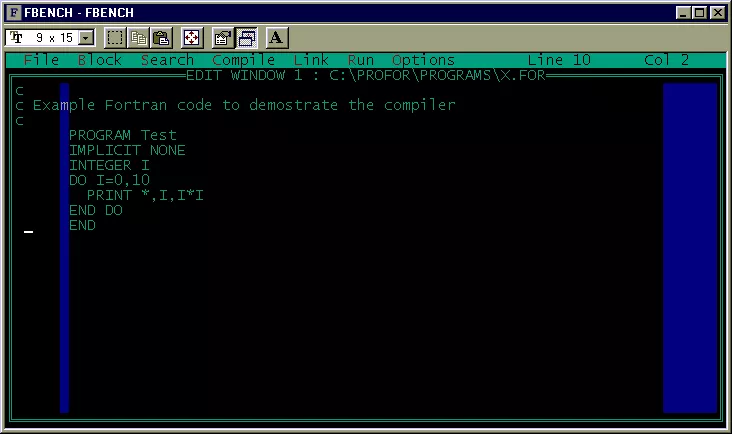 FBENCH - FBENCH
9 x 15 A
File Block Search Compile Link Run Options Line 10 Col 2
EDIT WINDOW 1 : C:\PROFOR\PROGRAMS\X.FOR
c
c Example Fortran code to demostrate the compiler
c
PROGRAM Test
IMPLICIT NONE
INTEGER I
DO I=0,10
PRINT *,I,I*I
END DO
END